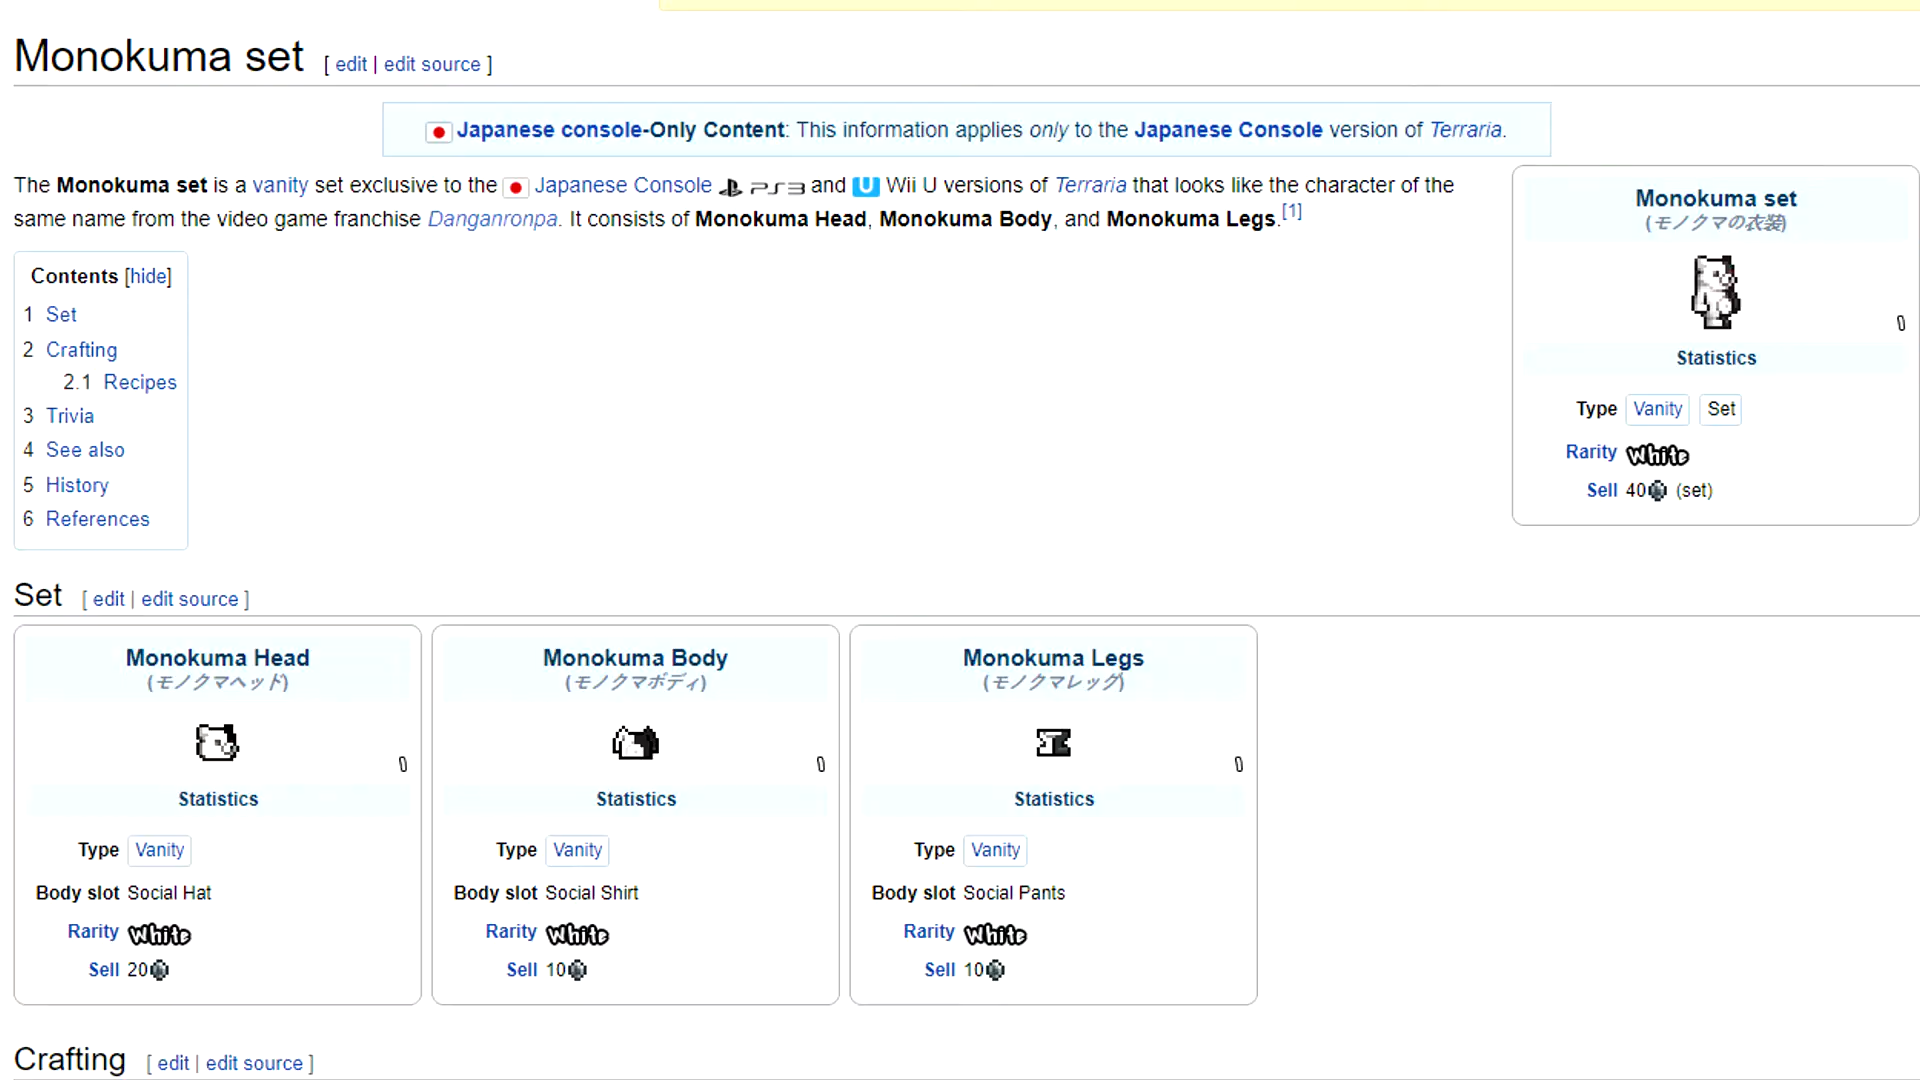 Monokuma set [ edit | edit source ]
Japanese console-Only Content: This information applies only to the Japanese Console version of Terraria.
The Monokuma set is a vanity set exclusive to the Japanese Console PS3 and Wii U versions of Terraria that looks like the character of the
same name from the video game franchise Danganronpa. It consists of Monokuma Head, Monokuma Body, and Monokuma Legs.[1]
Contents [hide]
1 Set
2 Crafting
2.1 Recipes
3 Trivia
4 See also
5 History
6 References
Monokuma set
(モノクマの衣装)
Statistics
Type Vanity Set
Rarity White
Sell 40 (set)
Set [ edit | edit source ]
Monokuma Head
(モノクマヘッド)
Statistics
Type Vanity
Body slot Social Hat
Rarity White
Sell 20
Monokuma Body
(モノクマボディ)
Statistics
Type Vanity
Body slot Social Shirt
Rarity White
Sell 10
Monokuma Legs
(モノクマレッグ)
Statistics
Type Vanity
Body slot Social Pants
Rarity White
Sell 10
Crafting [ edit | edit source ]